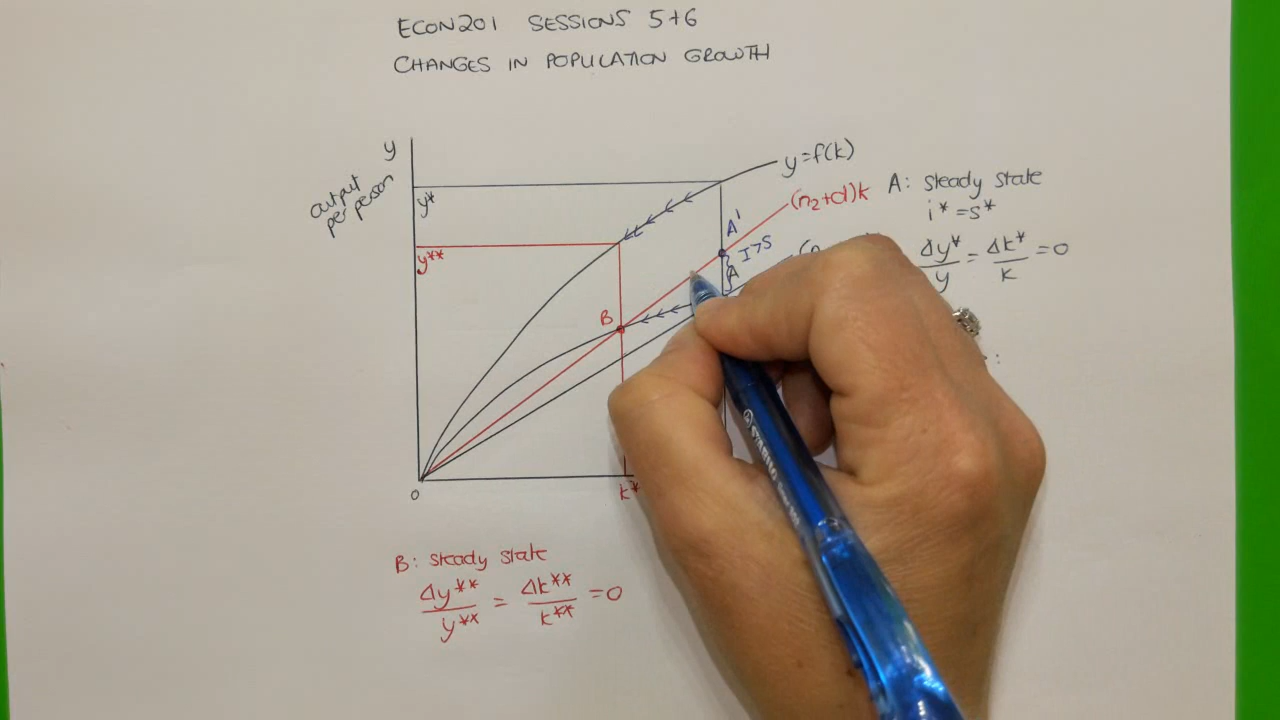 ECON201 SESSIONS 5+6
CHANGES IN POPULATION GROWTH
y
output
per person
y*
y**
y=f(k)
(n₂+d)k
A'
I>S
A
B
0
A: steady state
i* =s*
Δy*/y = Δk*/k =0
B: steady state
Δy**/y** = Δk**/k** =0
STABILO